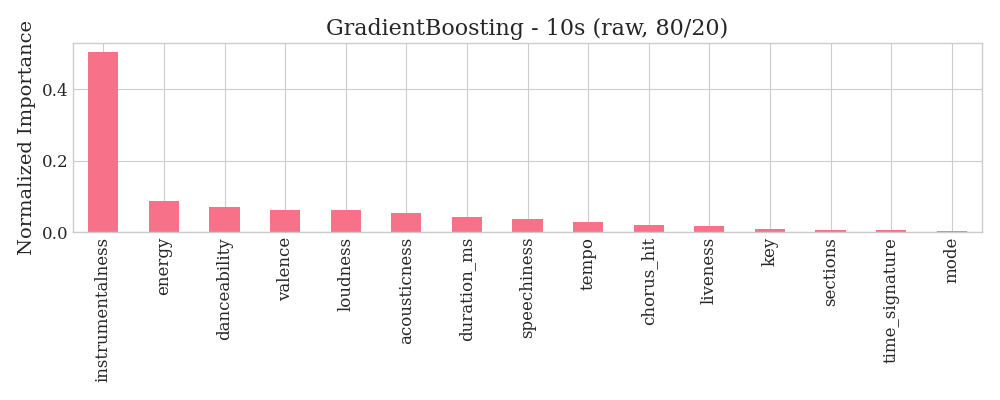 GradientBoosting - 10s (raw, 80/20)
Normalized Importance
0.4
0.2
0.0
instrumentalness
energy
danceability
valence
loudness
acousticness
duration_ms
speechiness
tempo
chorus_hit
liveness
key
sections
time_signature
mode